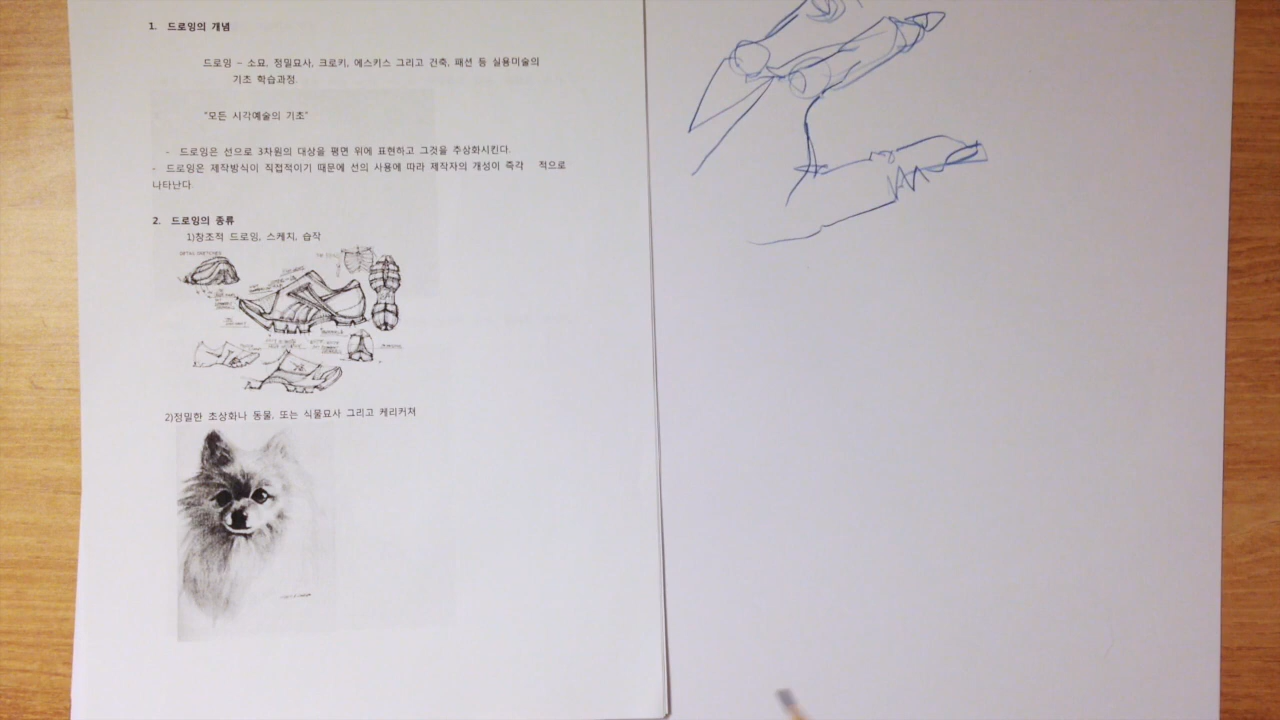 1. 드로잉의 개념
드로잉 – 소묘, 정밀묘사, 크로키, 에스키스 그리고 건축, 패션 등 실용미술의
기초 학습과정.
"모든 시각예술의 기초"
- 드로잉은 선으로 3차원의 대상을 평면 위에 표현하고 그것을 추상화시킨다.
- 드로잉은 제작방식이 직접적이기 때문에 선의 사용에 따라 제작자의 개성이 즉각 적으로
나타난다.
2. 드로잉의 종류
1)창조적 드로잉, 스케치, 습작
DETAIL SKETCHES
2)정밀한 초상화나 동물, 또는 식물묘사 그리고 케리커쳐